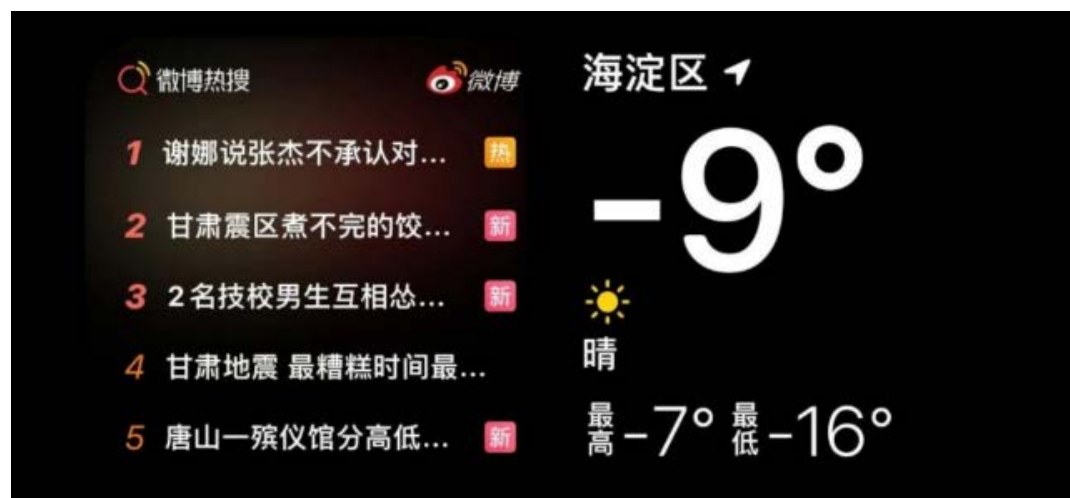 微博热搜 微博
1 谢娜说张杰不承认对... 热
2 甘肃震区煮不完的饺... 新
3 2名技校男生互相怂... 新
4 甘肃地震 最糟糕时间最...
5 唐山一殡仪馆分高低... 新
海淀区
-9°
晴
最高 -7° 最低 -16°